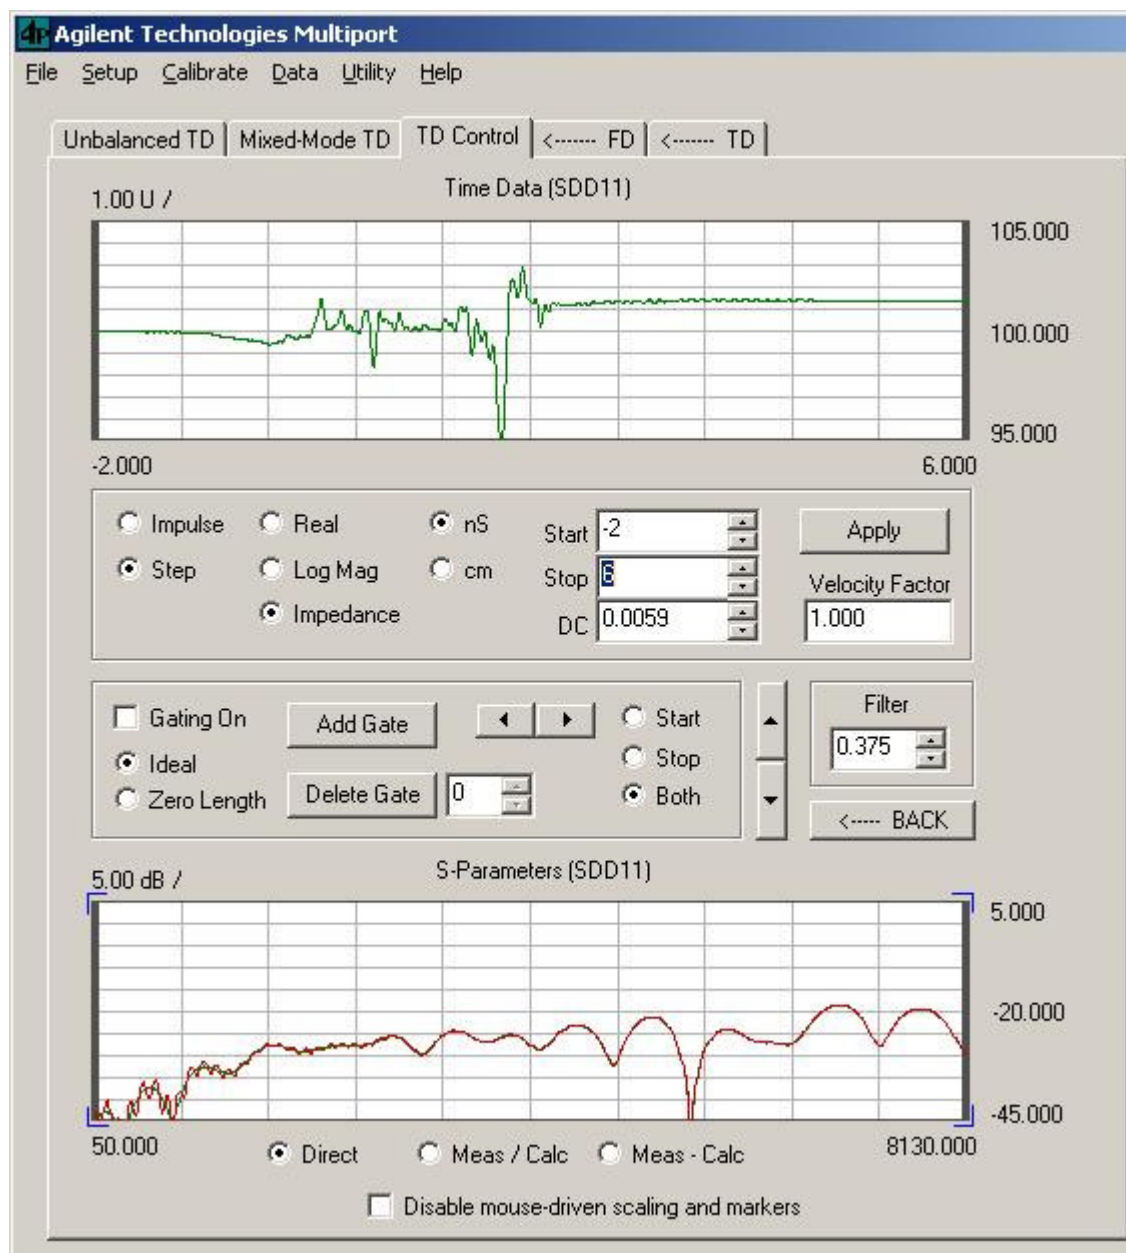 4P Agilent Technologies Multiport
File Setup Calibrate Data Utility Help
Unbalanced TD Mixed-Mode TD TD Control <------- FD <------- TD
Time Data (SDD11)
1.00 U /
105.000
100.000
95.000
-2.000 6.000
Impulse Real nS Start -2 Apply
Step Log Mag cm Stop 6 Velocity Factor
Impedance DC 0.0059 1.000
Gating On Add Gate Start Filter
Ideal Stop 0.375
Zero Length Delete Gate 0 Both <----- BACK
S-Parameters (SDD11)
5.00 dB /
5.000
-20.000
-45.000
50.000 Direct Meas / Calc Meas - Calc 8130.000
Disable mouse-driven scaling and markers